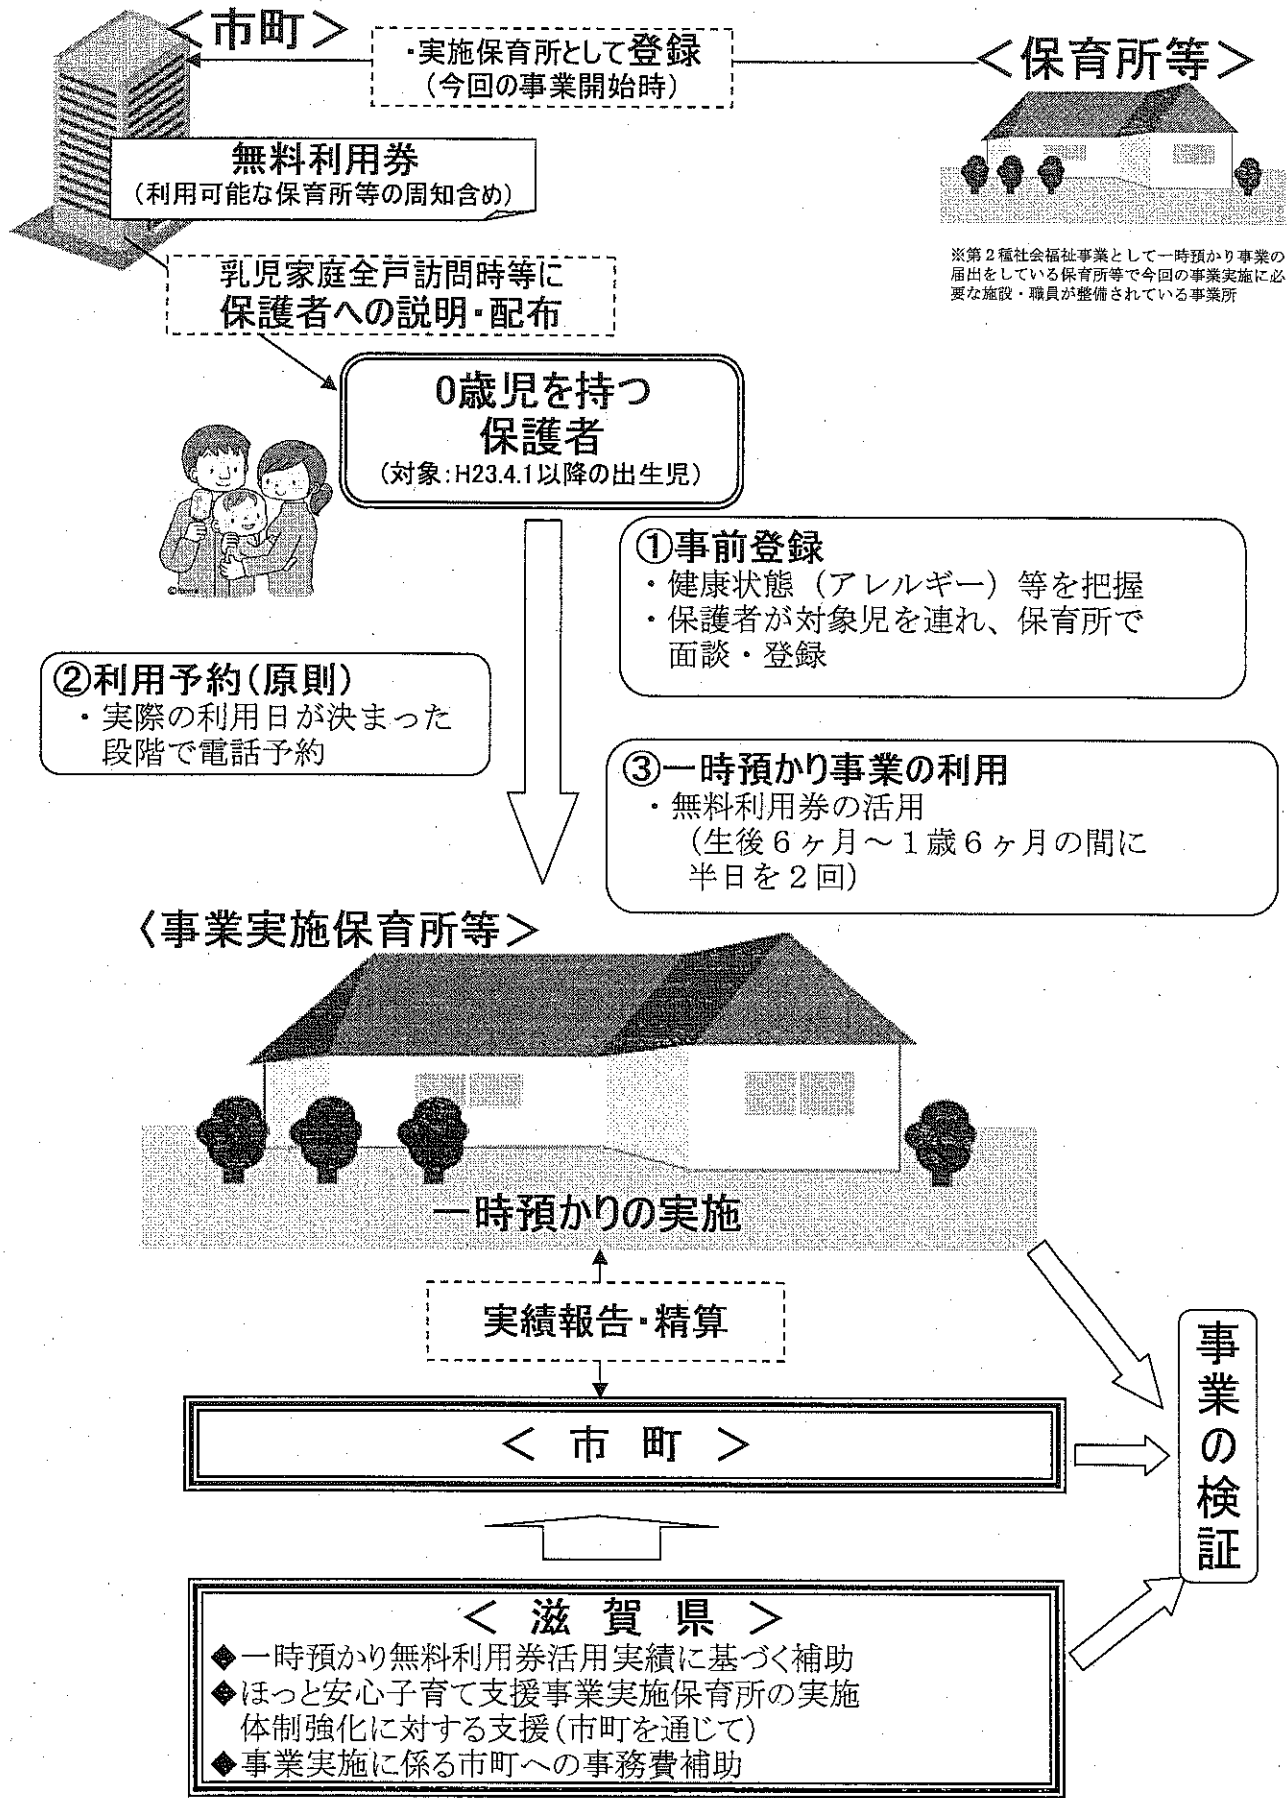 ＜市町＞
・実施保育所として登録
（今回の事業開始時）
＜保育所等＞
無料利用券
（利用可能な保育所等の周知含め）
※第２種社会福祉事業として一時預かり事業の
届出をしている保育所等で今回の事業実施に必
要な施設・職員が整備されている事業所
乳児家庭全戸訪問時等に
保護者への説明・配布
0歳児を持つ
保護者
（対象：H23.4.1以降の出生児）
①事前登録
・健康状態（アレルギー）等を把握
・保護者が対象児を連れ、保育所で
面談・登録
②利用予約（原則）
・実際の利用日が決まった
段階で電話予約
③一時預かり事業の利用
・無料利用券の活用
（生後６ヶ月～１歳６ヶ月の間に
半日を２回）
〈事業実施保育所等＞
一時預かりの実施
実績報告・精算
＜ 市 町 ＞
事業の検証
＜ 滋 賀 県 ＞
◆一時預かり無料利用券活用実績に基づく補助
◆ほっと安心子育て支援事業実施保育所の実施
体制強化に対する支援（市町を通じて）
◆事業実施に係る市町への事務費補助